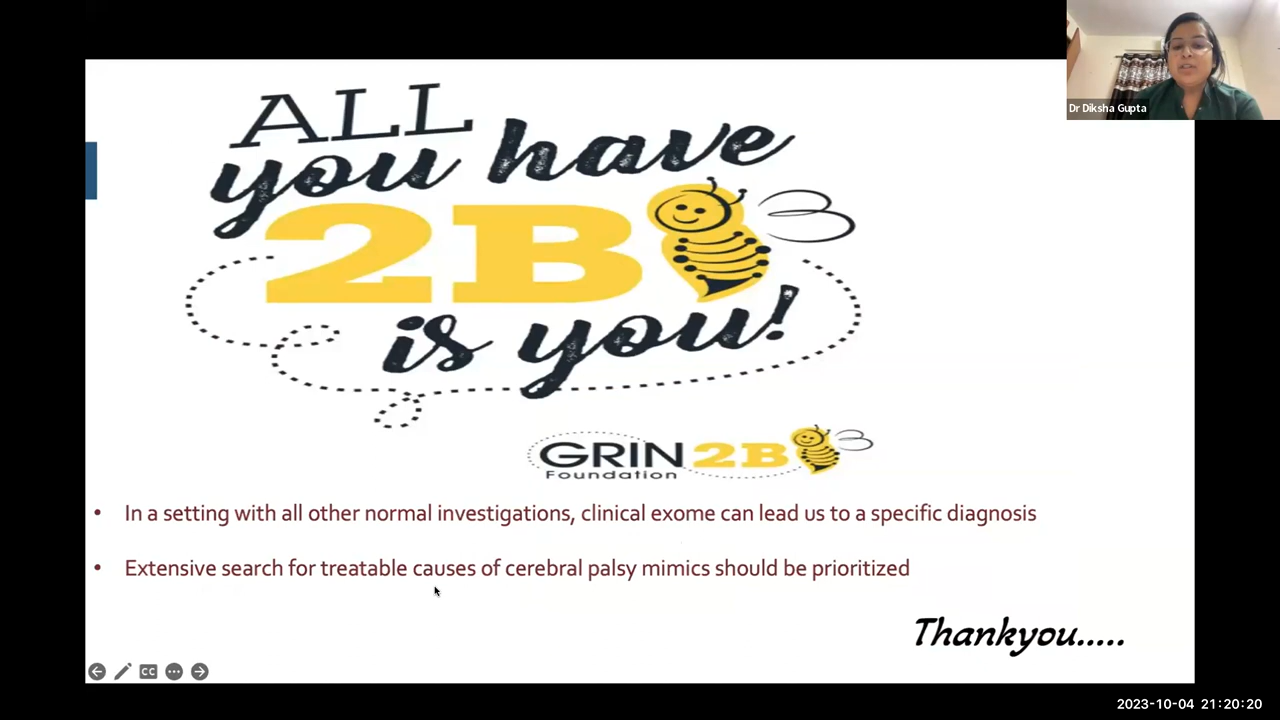 Dr Diksha Gupta
ALL
you have
2B
is you!
GRIN 2B
Foundation
• In a setting with all other normal investigations, clinical exome can lead us to a specific diagnosis
• Extensive search for treatable causes of cerebral palsy mimics should be prioritized
Thankyou.....
CC
2023-10-04 21:20:20